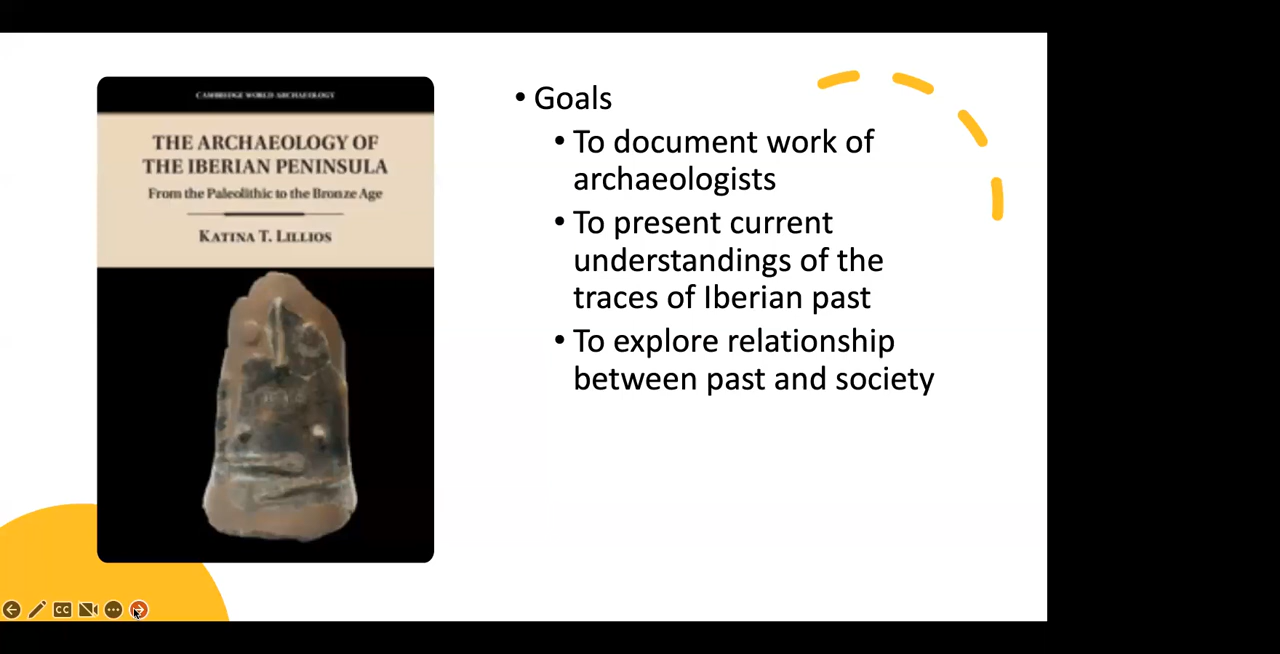 CAMBRIDGE WORLD ARCHAEOLOGY
THE ARCHAEOLOGY OF
THE IBERIAN PENINSULA
From the Paleolithic to the Bronze Age
KATINA T. LILLIOS
• Goals
• To document work of
archaeologists
• To present current
understandings of the
traces of Iberian past
• To explore relationship
between past and society
CC